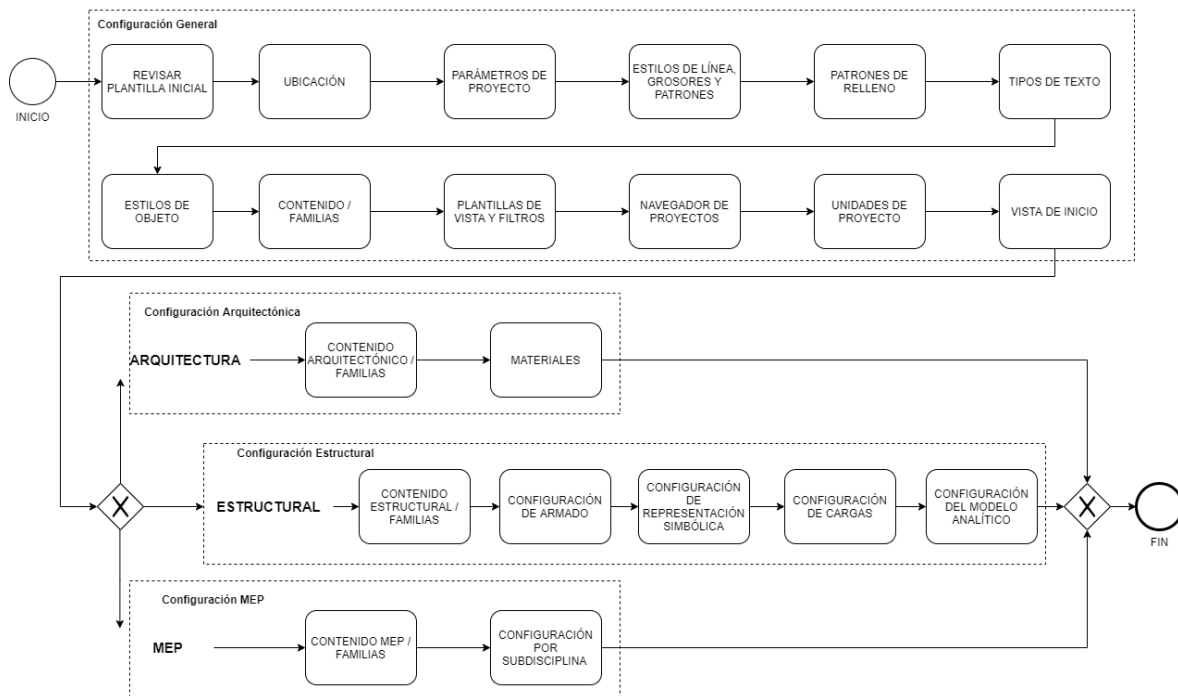 Configuración General
INICIO
REVISAR
PLANTILLA INICIAL
UBICACIÓN
PARÁMETROS DE
PROYECTO
ESTILOS DE LÍNEA,
GROSORES Y
PATRONES
PATRONES DE
RELLENO
TIPOS DE TEXTO
ESTILOS DE
OBJETO
CONTENIDO /
FAMILIAS
PLANTILLAS DE
VISTA Y FILTROS
NAVEGADOR DE
PROYECTOS
UNIDADES DE
PROYECTO
VISTA DE INICIO
Configuración Arquitectónica
ARQUITECTURA
CONTENIDO
ARQUITECTÓNICO /
FAMILIAS
MATERIALES
Configuración Estructural
ESTRUCTURAL
CONTENIDO
ESTRUCTURAL /
FAMILIAS
CONFIGURACIÓN
DE ARMADO
CONFIGURACIÓN
DE
REPRESENTACIÓN
SIMBÓLICA
CONFIGURACIÓN
DE CARGAS
CONFIGURACIÓN
DEL MODELO
ANALÍTICO
FIN
Configuración MEP
MEP
CONTENIDO MEP /
FAMILIAS
CONFIGURACIÓN
POR
SUBDISCIPLINA